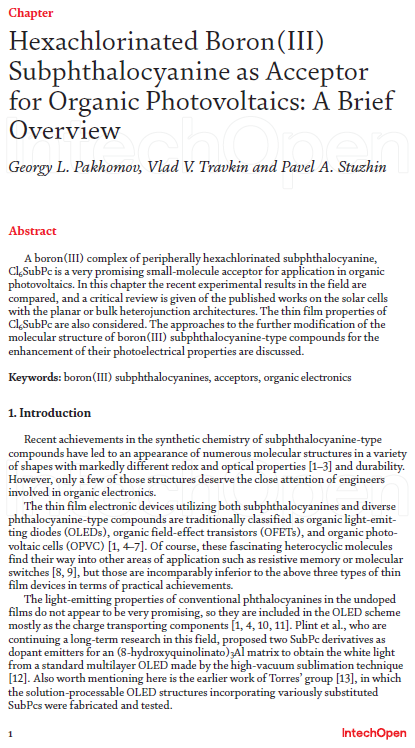 Chapter
Hexachlorinated Boron(III)
Subphthalocyanine as Acceptor
for Organic Photovoltaics: A Brief
Overview
Georgy L. Pakhomov, Vlad V. Travkin and Pavel A. Stuzhin
Abstract
A boron(III) complex of peripherally hexachlorinated subphthalocyanine,
Cl₆SubPc is a very promising small-molecule acceptor for application in organic
photovoltaics. In this chapter the recent experimental results in the field are
compared, and a critical review is given of the published works on the solar cells
with the planar or bulk heterojunction architectures. The thin film properties of
Cl₆SubPc are also considered. The approaches to the further modification of the
molecular structure of boron(III) subphthalocyanine-type compounds for the
enhancement of their photoelectrical properties are discussed.
Keywords: boron(III) subphthalocyanines, acceptors, organic electronics
1. Introduction
Recent achievements in the synthetic chemistry of subphthalocyanine-type
compounds have led to an appearance of numerous molecular structures in a variety
of shapes with markedly different redox and optical properties [1–3] and durability.
However, only a few of those structures deserve the close attention of engineers
involved in organic electronics.
The thin film electronic devices utilizing both subphthalocyanines and diverse
phthalocyanine-type compounds are traditionally classified as organic light-emit-
ting diodes (OLEDs), organic field-effect transistors (OFETs), and organic photo-
voltaic cells (OPVC) [1, 4–7]. Of course, these fascinating heterocyclic molecules
find their way into other areas of application such as resistive memory or molecular
switches [8, 9], but those are incomparably inferior to the above three types of thin
film devices in terms of practical achievements.
The light-emitting properties of conventional phthalocyanines in the undoped
films do not appear to be very promising, so they are included in the OLED scheme
mostly as the charge transporting components [1, 4, 10, 11]. Plint et al., who are
continuing a long-term research in this field, proposed two SubPc derivatives as
dopant emitters for an (8-hydroxyquinolinato)₃Al matrix to obtain the white light
from a standard multilayer OLED made by the high-vacuum sublimation technique
[12]. Also worth mentioning here is the earlier work of Torres' group [13], in which
the solution-processable OLED structures incorporating variously substituted
SubPcs were fabricated and tested.
1
IntechOpen
IntechOpen
IntechOpen